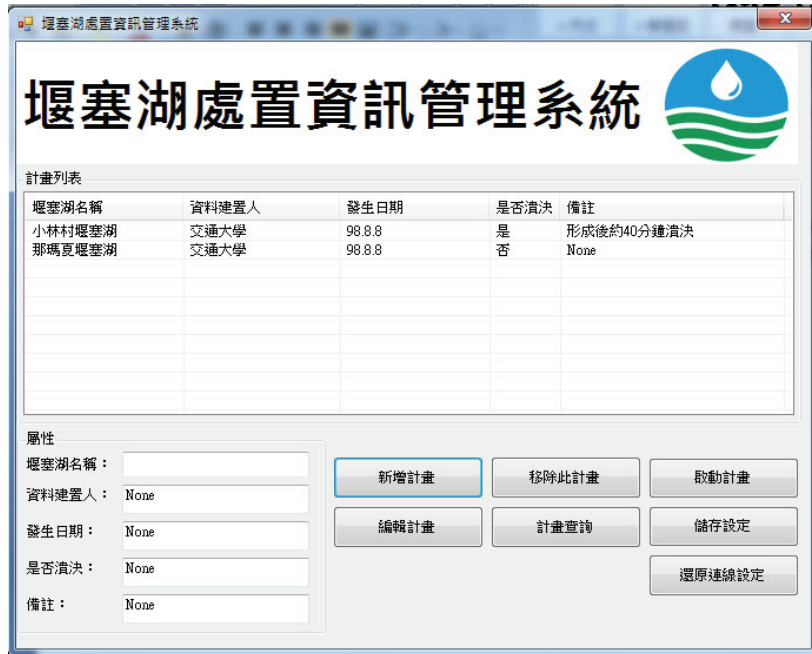 堰塞湖處置資訊管理系統
堰塞湖處置資訊管理系統
計畫列表
堰塞湖名稱 資料建置人 發生日期 是否潰決 備註
小林村堰塞湖 交通大學 98.8.8 是 形成後約40分鐘潰決
那瑪夏堰塞湖 交通大學 98.8.8 否 None
屬性
堰塞湖名稱：
資料建置人： None
發生日期： None
是否潰決： None
備註： None
新增計畫 移除此計畫 啟動計畫
編輯計畫 計畫查詢 儲存設定
還原連線設定